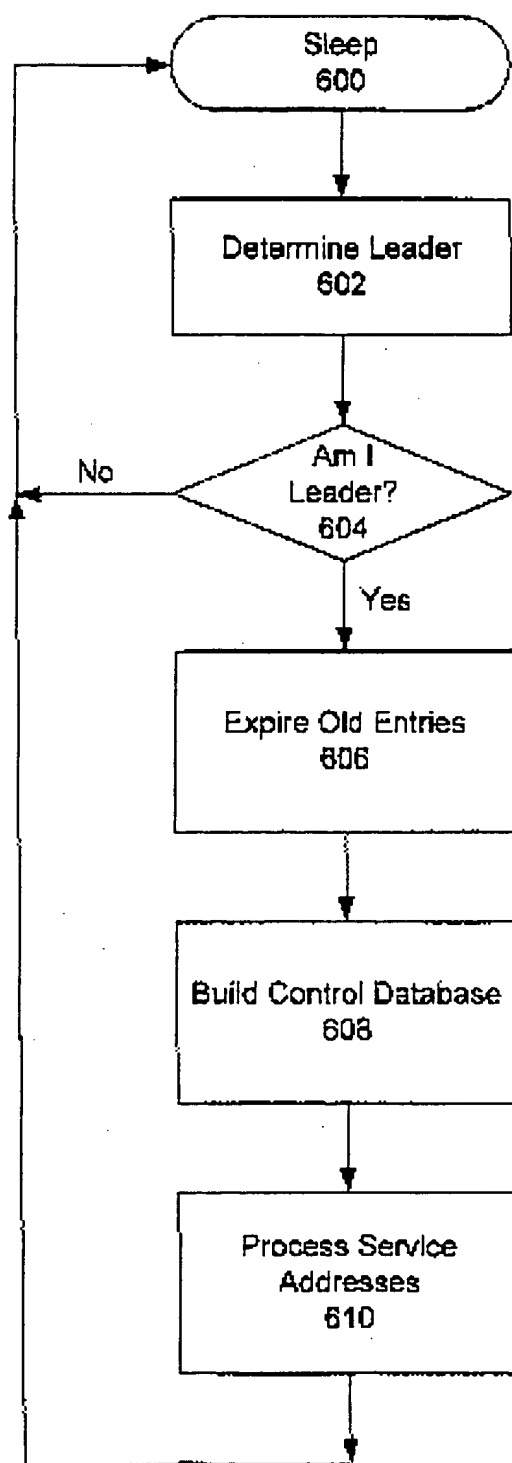 Sleep
600
Determine Leader
602
Am I
Leader?
604
No
Yes
Expire Old Entries
606
Build Control Database
608
Process Service
Addresses
610